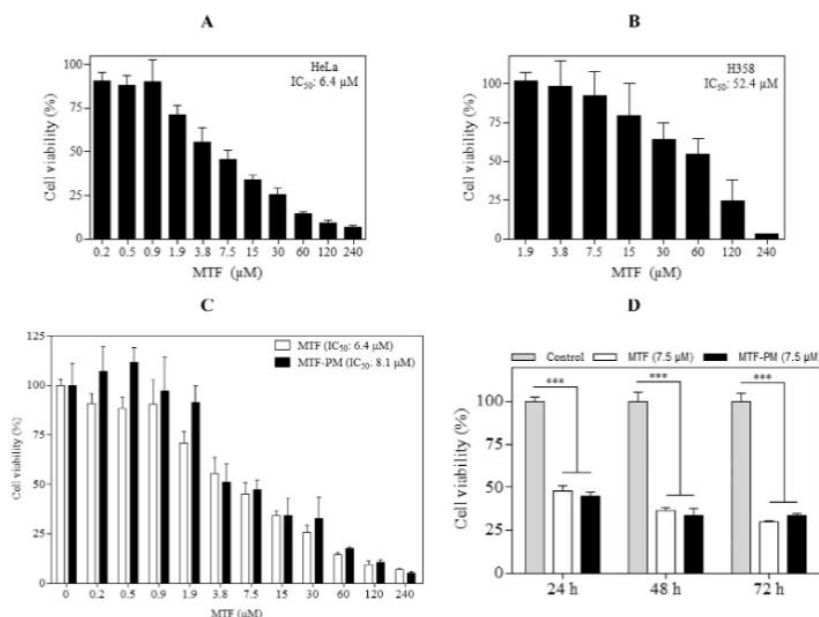 A
HeLa
IC50: 6.4 µM
Cell viability (%)
100
75
50
25
0
0.2 0.5 0.9 1.9 3.8 7.5 15 30 60 120 240
MTF (µM)
B
H358
IC50: 52.4 µM
Cell viability (%)
100
75
50
25
0
1.9 3.8 7.5 15 30 60 120 240
MTF (µM)
C
MTF (IC50: 6.4 µM)
MTF-PM (IC50: 8.1 µM)
Cell viability (%)
125
100
75
50
25
0
0 0.2 0.5 0.9 1.9 3.8 7.5 15 30 60 120 240
MTF (µM)
D
Control MTF (7.5 µM) MTF-PM (7.5 µM)
*** *** ***
Cell viability (%)
100
75
50
25
0
24 h 48 h 72 h